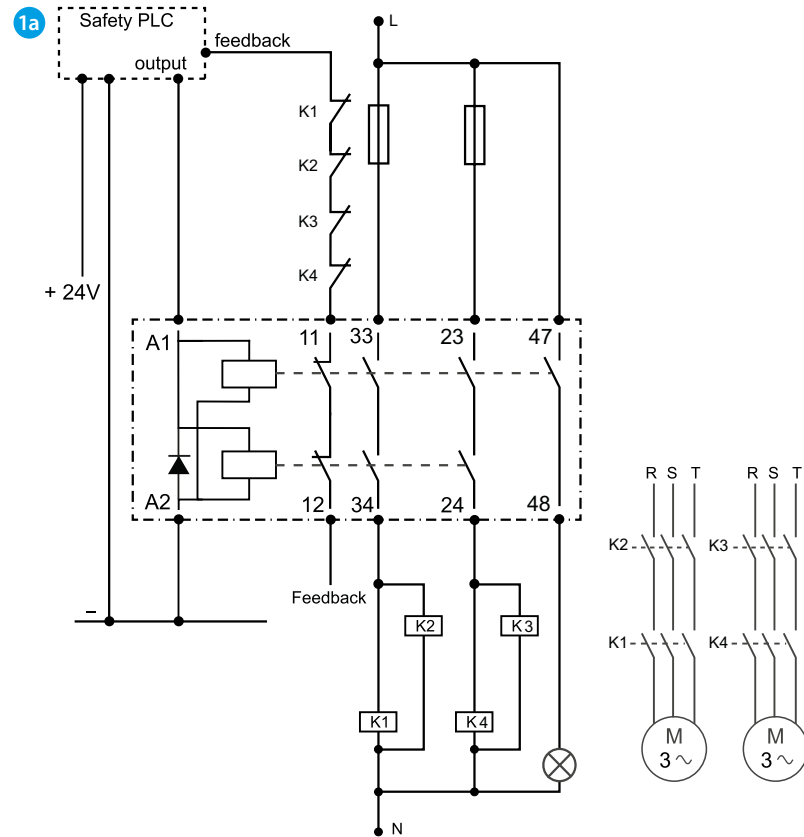 1a
Safety PLC
feedback
output
L
K1
K2
K3
K4
+ 24V
A1
11
33
23
47
A2
12
34
24
48
R S T
R S T
K2
K3
–
Feedback
K2
K3
K1
K4
K1
K4
M
3 ~
M
3 ~
N